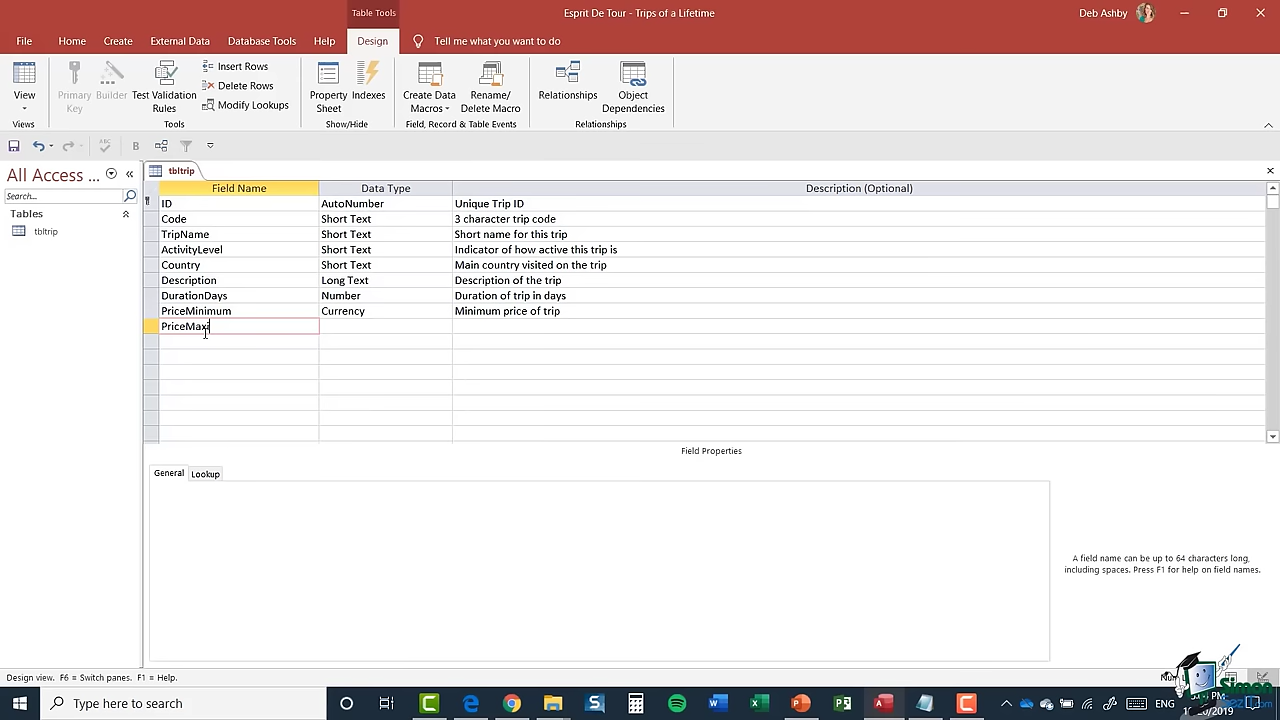 Table Tools
Esprit De Tour - Trips of a Lifetime
Deb Ashby
File Home Create External Data Database Tools Help Design Tell me what you want to do
View
Views
Primary Key
Builder
Test Validation Rules
Insert Rows
Delete Rows
Modify Lookups
Tools
Property Sheet
Indexes
Show/Hide
Create Data Macros
Rename/ Delete Macro
Field, Record & Table Events
Relationships
Object Dependencies
Relationships
ABC
B
All Access ...
Search...
Tables
tbltrip
tbltrip
Field Name Data Type Description (Optional)
ID AutoNumber Unique Trip ID
Code Short Text 3 character trip code
TripName Short Text Short name for this trip
ActivityLevel Short Text Indicator of how active this trip is
Country Short Text Main country visited on the trip
Description Long Text Description of the trip
DurationDays Number Duration of trip in days
PriceMinimum Currency Minimum price of trip
PriceMaxi
Field Properties
General Lookup
A field name can be up to 64 characters long,
including spaces. Press F1 for help on field names.
Design view. F6 = Switch panes. F1 = Help.
Type here to search
ENG
PM
Simon